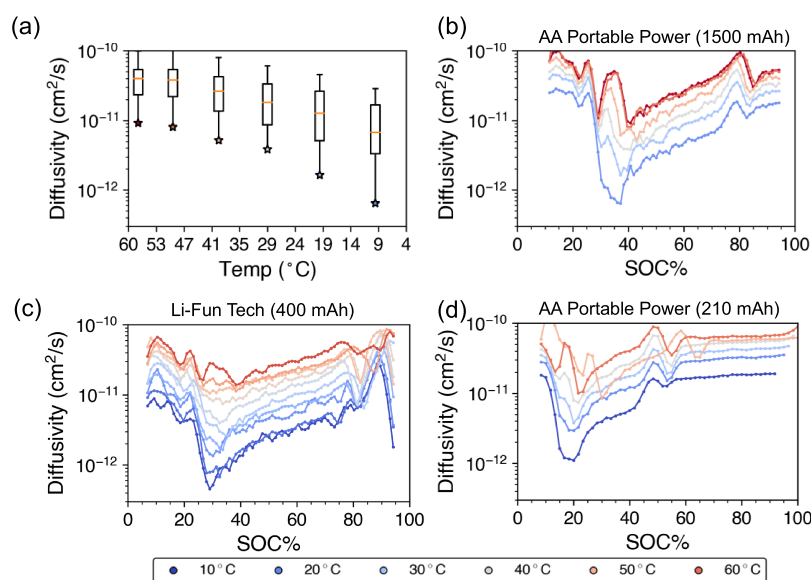 (a)
Diffusivity (cm²/s)
10⁻¹⁰
10⁻¹¹
10⁻¹²
60 53 47 41 35 29 24 19 14 9 4
Temp (°C)
(b)
AA Portable Power (1500 mAh)
Diffusivity (cm²/s)
10⁻¹⁰
10⁻¹¹
10⁻¹²
0 20 40 60 80 100
SOC%
(c)
Li-Fun Tech (400 mAh)
Diffusivity (cm²/s)
10⁻¹⁰
10⁻¹¹
10⁻¹²
0 20 40 60 80 100
SOC%
(d)
AA Portable Power (210 mAh)
Diffusivity (cm²/s)
10⁻¹⁰
10⁻¹¹
10⁻¹²
0 20 40 60 80 100
SOC%
10°C 20°C 30°C 40°C 50°C 60°C